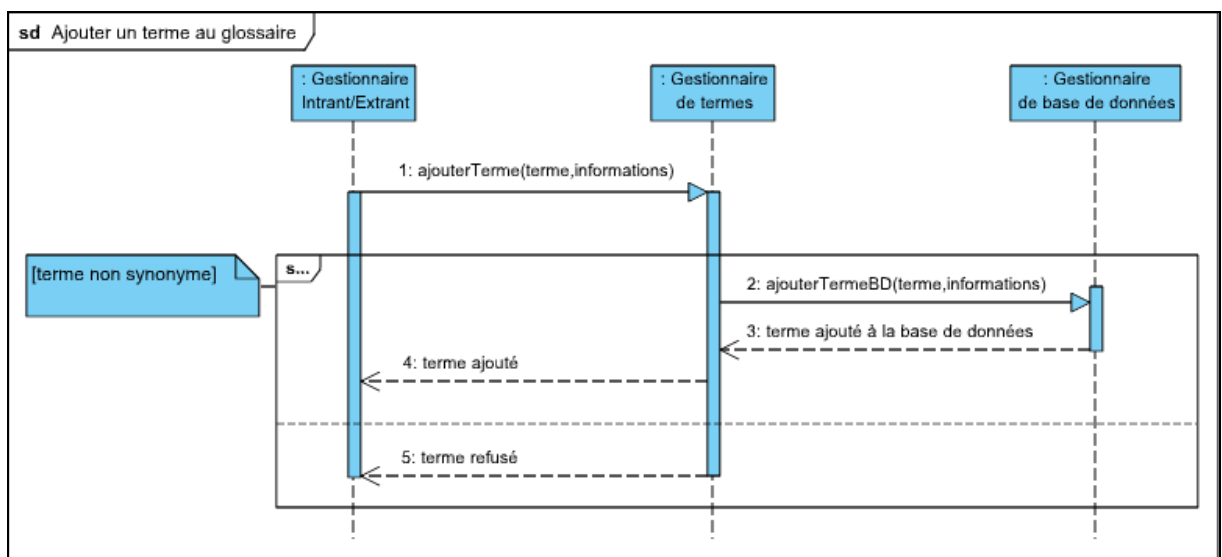 sd Ajouter un terme au glossaire
: Gestionnaire
Intrant/Extrant
: Gestionnaire
de termes
: Gestionnaire
de base de données
1: ajouterTerme(terme,informations)
[terme non synonyme]
s...
2: ajouterTermeBD(terme,informations)
3: terme ajouté à la base de données
4: terme ajouté
5: terme refusé